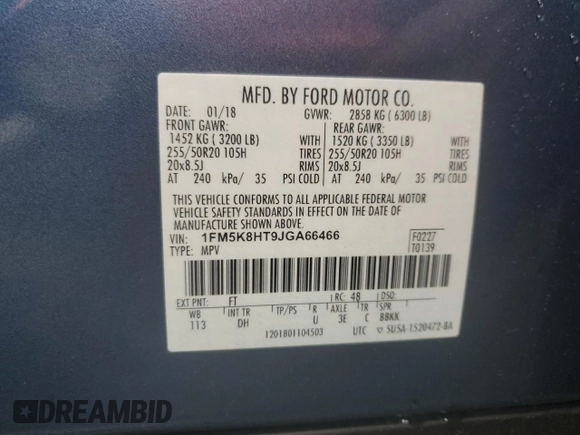 MFD. BY FORD MOTOR CO.
DATE: 01/18 GVWR: 2858 KG ( 6300 LB)
FRONT GAWR: REAR GAWR:
1452 KG ( 3200 LB) WITH 1520 KG ( 3350 LB) WITH
255/50R20 105H TIRES 255/50R20 105H TIRES
20x8.5J RIMS 20x8.5J RIMS
AT 240 kPa/ 35 PSI COLD AT 240 kPa/ 35 PSI COLD
THIS VEHICLE CONFORMS TO ALL APPLICABLE FEDERAL MOTOR
VEHICLE SAFETY STANDARDS IN EFFECT ON THE DATE OF
MANUFACTURE SHOWN ABOVE.
VIN: 1FM5K8HT9JGA66466 F0227
TYPE: MPV T0139
EXT PNT: FT RC: 48 DSO:
WB INT TR TP/PS R AXLE TR SPR
113 DH U 3E C BBKK
1201801104503 UTC ▽ 5USA-1520472-BA
DREAMBID